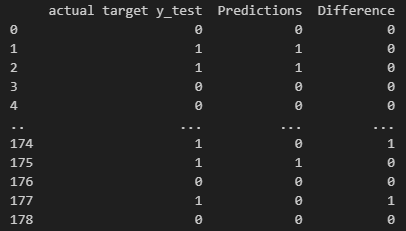 actual target y_test Predictions Difference
0 0 0 0
1 1 1 0
2 1 1 0
3 0 0 0
4 0 0 0
.. ... ... ...
174 1 0 1
175 1 1 0
176 0 0 0
177 1 0 1
178 0 0 0